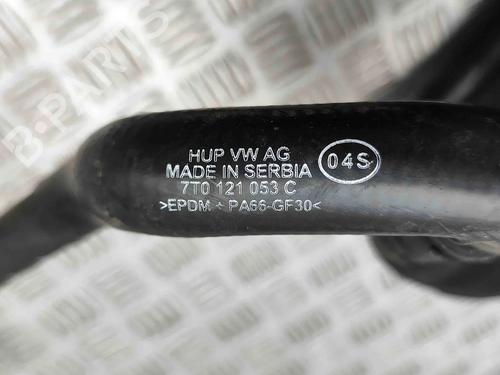 HUP VW AG
MADE IN SERBIA
04S
7T0 121 053 C
>EPDM + PA66-GF30<
B-PARTS